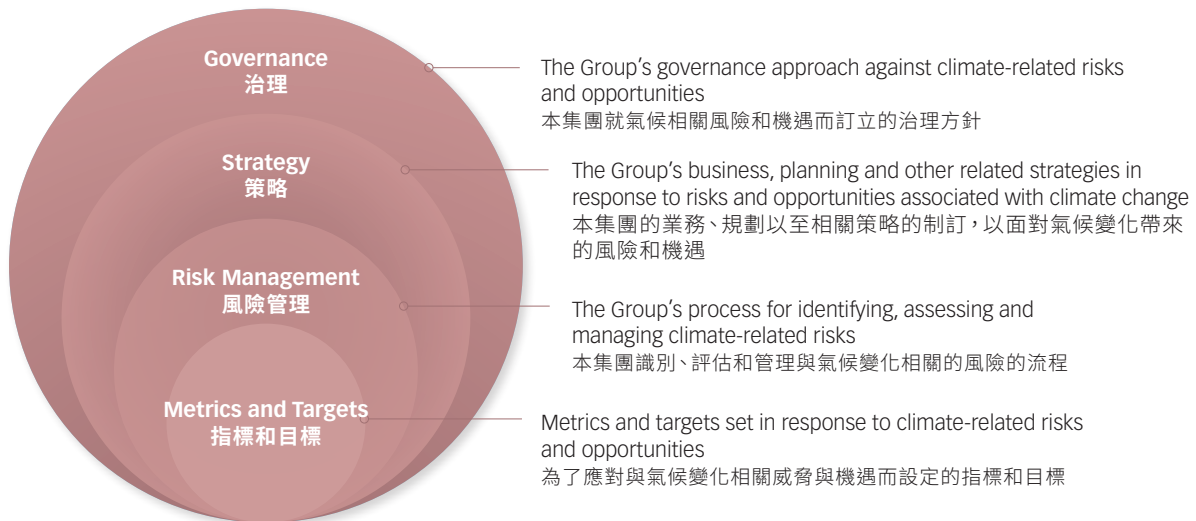 Governance
治理
The Group's governance approach against climate-related risks
and opportunities
本集團就氣候相關風險和機遇而訂立的治理方針
Strategy
策略
The Group's business, planning and other related strategies in
response to risks and opportunities associated with climate change
本集團的業務、規劃以至相關策略的制訂，以面對氣候變化帶來
的風險和機遇
Risk Management
風險管理
The Group's process for identifying, assessing and
managing climate-related risks
本集團識別、評估和管理與氣候變化相關的風險的流程
Metrics and Targets
指標和目標
Metrics and targets set in response to climate-related risks
and opportunities
為了應對與氣候變化相關威脅與機遇而設定的指標和目標